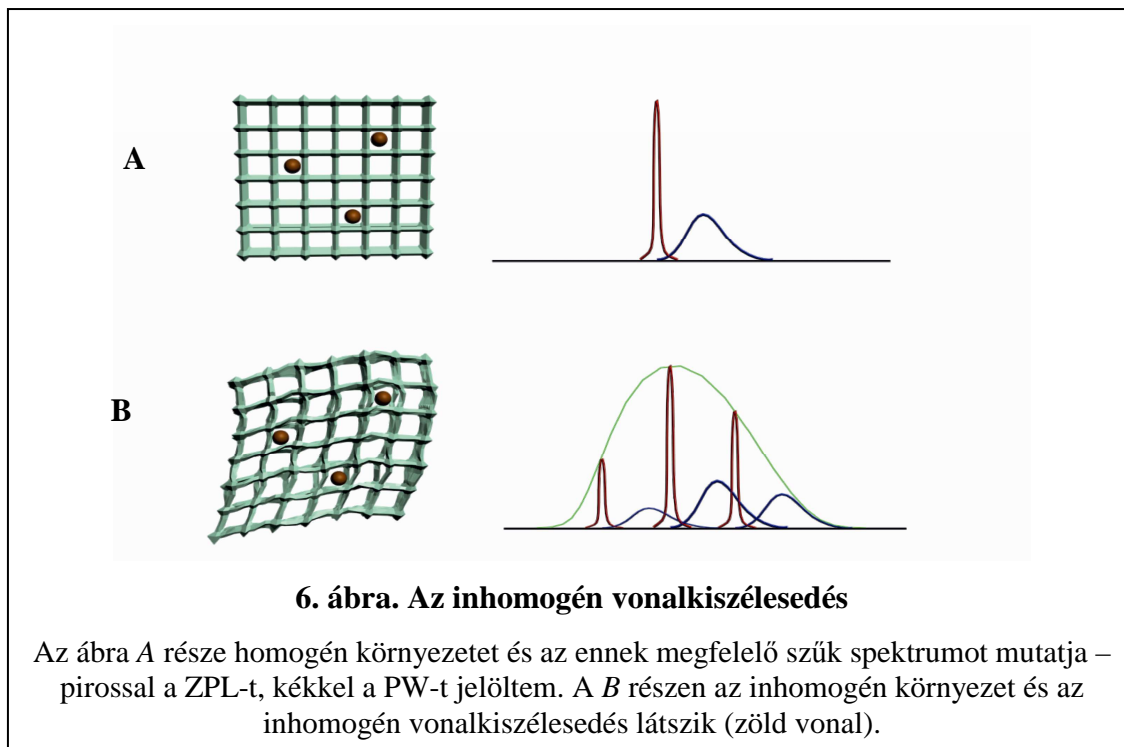 A
B
6. ábra. Az inhomogén vonalkiszélesedés
Az ábra A része homogén környezetet és az ennek megfelelő szűk spektrumot mutatja –
pirossal a ZPL-t, kékkel a PW-t jelöltem. A B részen az inhomogén környezet és az
inhomogén vonalkiszélesedés látszik (zöld vonal).